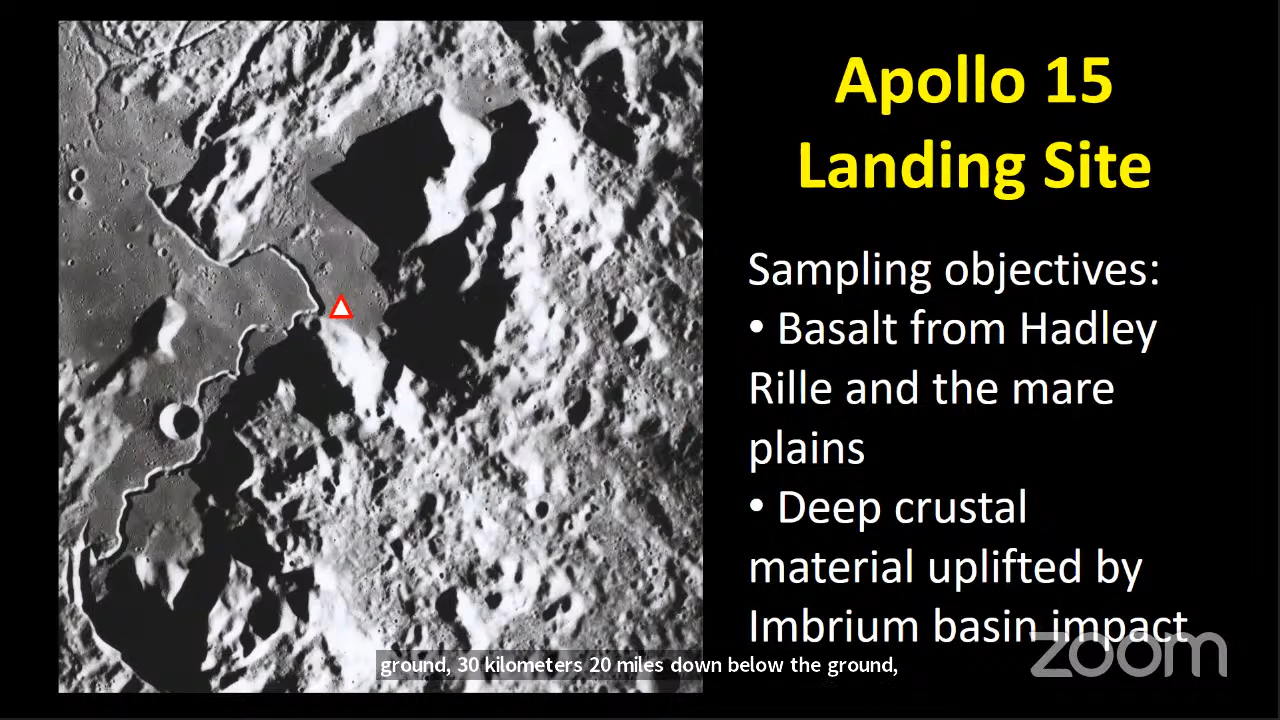 Apollo 15
Landing Site
Sampling objectives:
• Basalt from Hadley
Rille and the mare
plains
• Deep crustal
material uplifted by
Imbrium basin impact
zoom
ground, 30 kilometers 20 miles down below the ground,